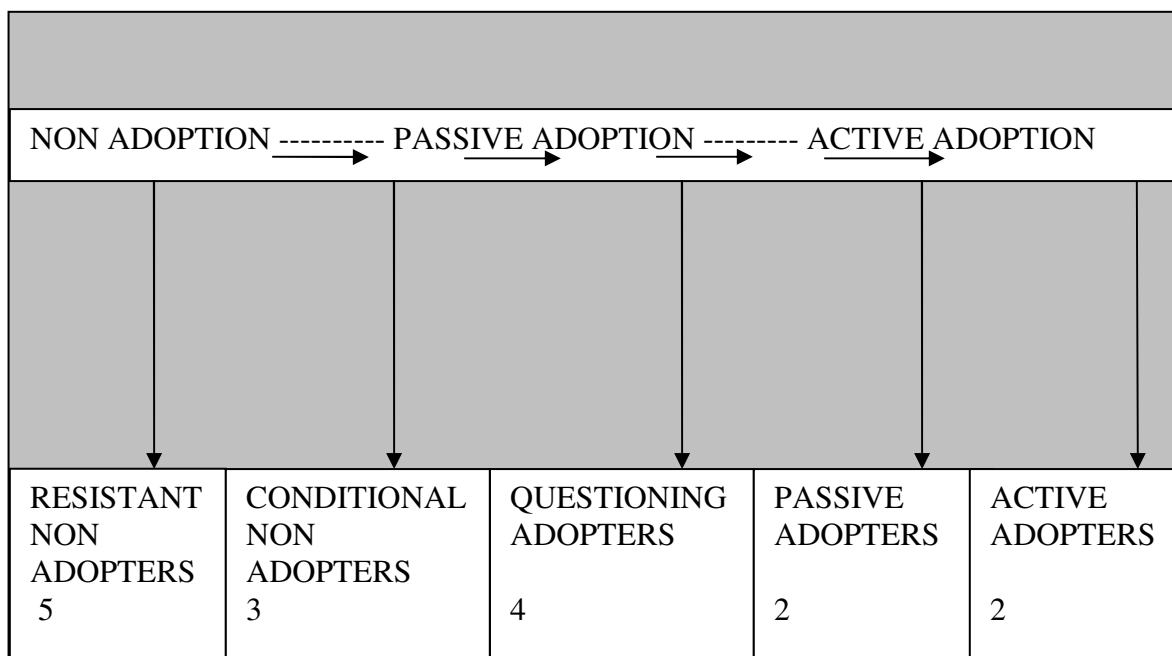 NON ADOPTION ---------- PASSIVE ADOPTION --------- ACTIVE ADOPTION
RESISTANT
NON
ADOPTERS
5
CONDITIONAL
NON
ADOPTERS
3
QUESTIONING
ADOPTERS
4
PASSIVE
ADOPTERS
2
ACTIVE
ADOPTERS
2